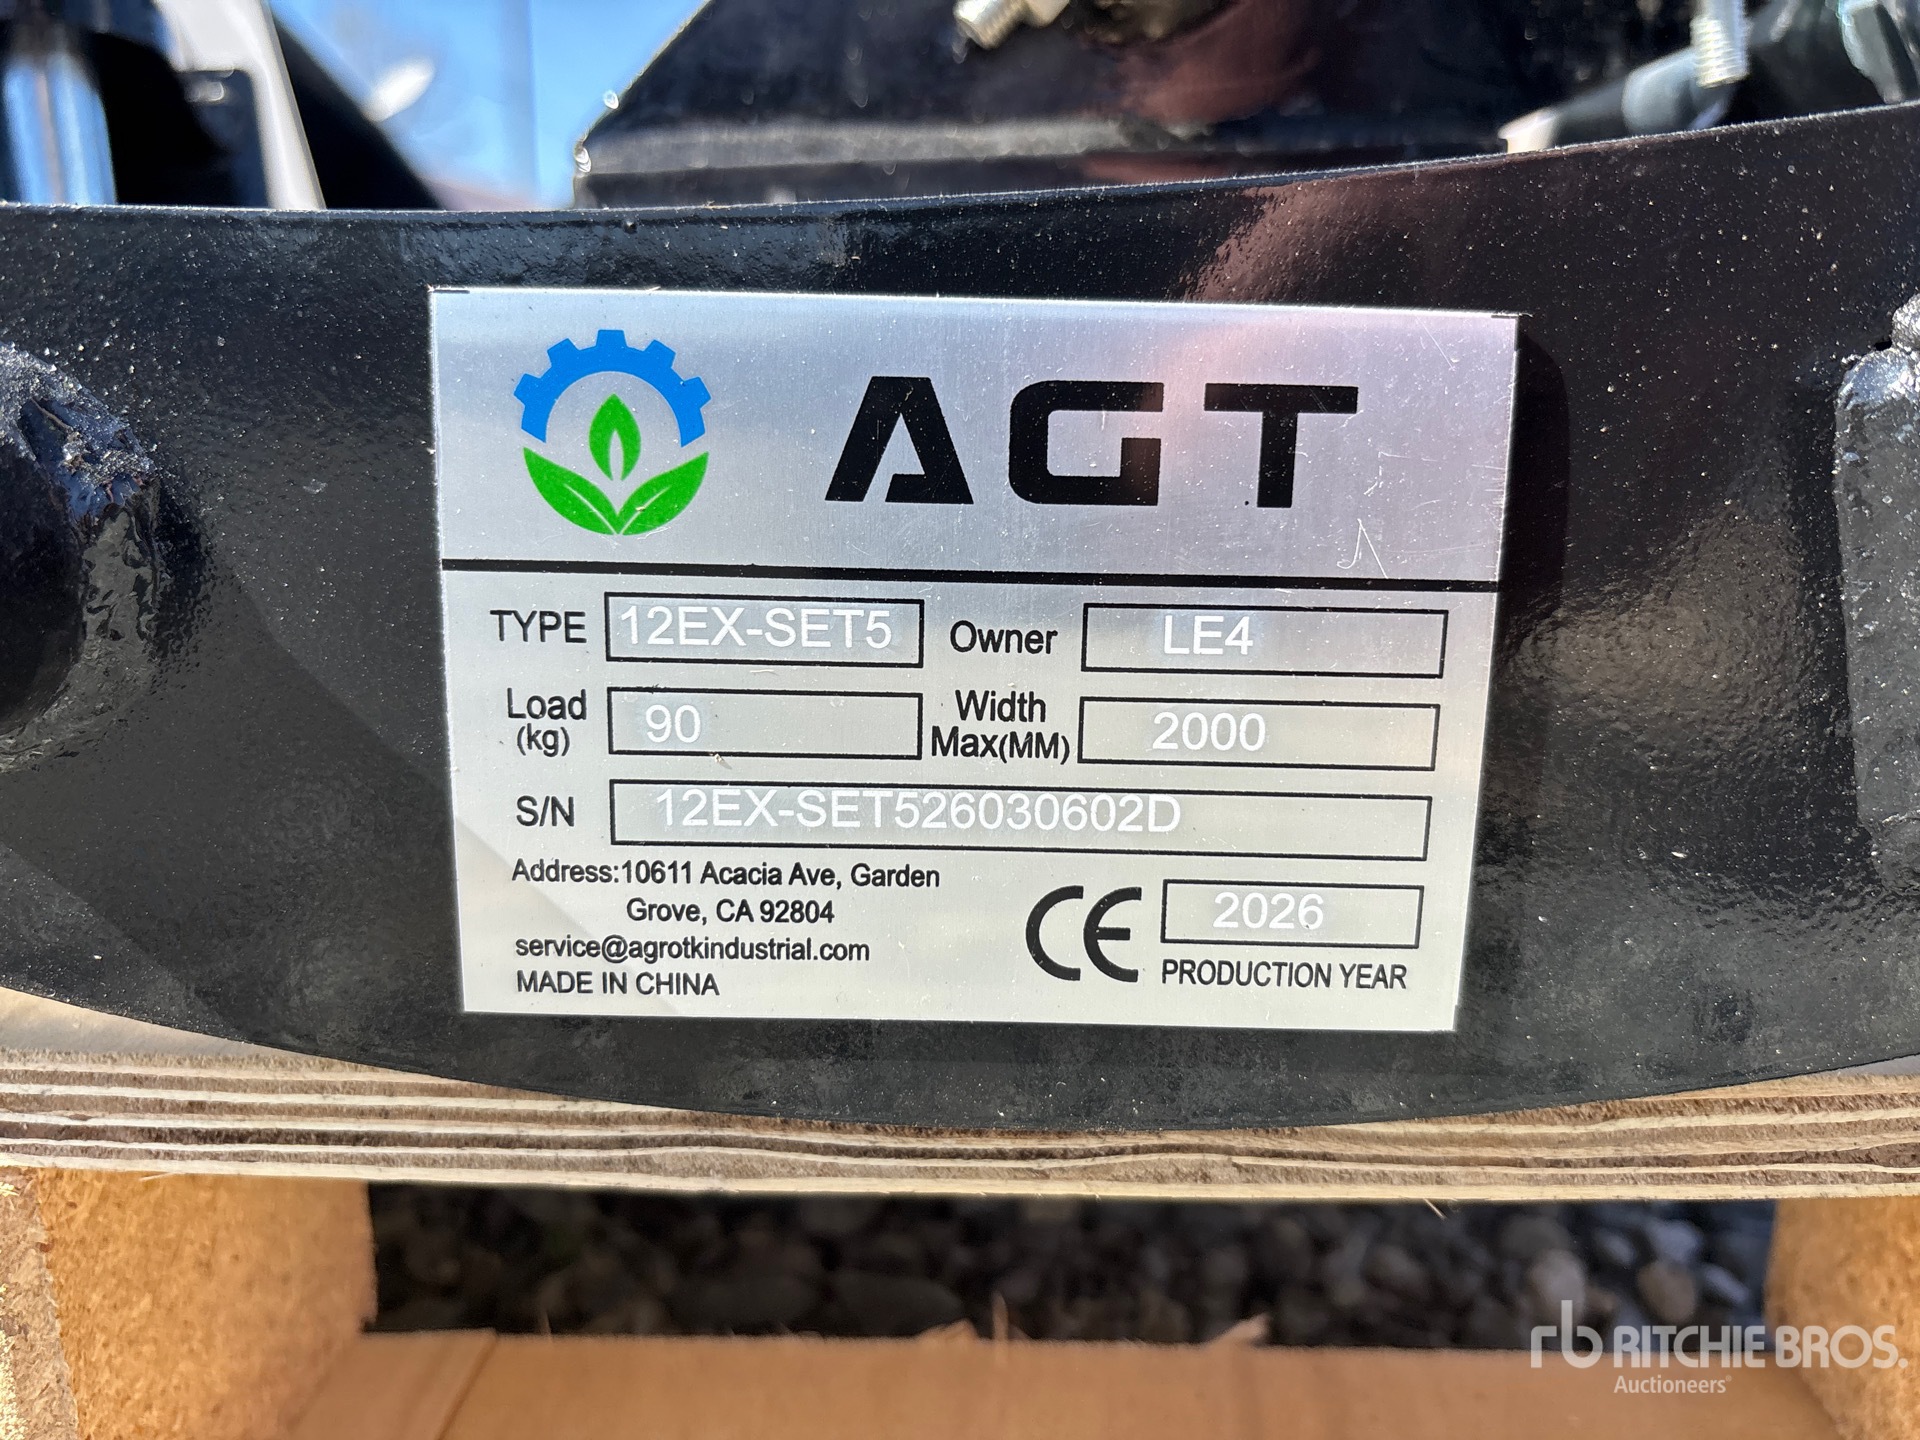 AGT
TYPE 12EX-SET5 Owner LE4
Load (kg) 90 Width Max(MM) 2000
S/N 12EX-SET526030602D
Address:10611 Acacia Ave, Garden
Grove, CA 92804
service@agrotkindustrial.com
MADE IN CHINA
CE 2026
PRODUCTION YEAR
rb RITCHIE BROS.
Auctioneers